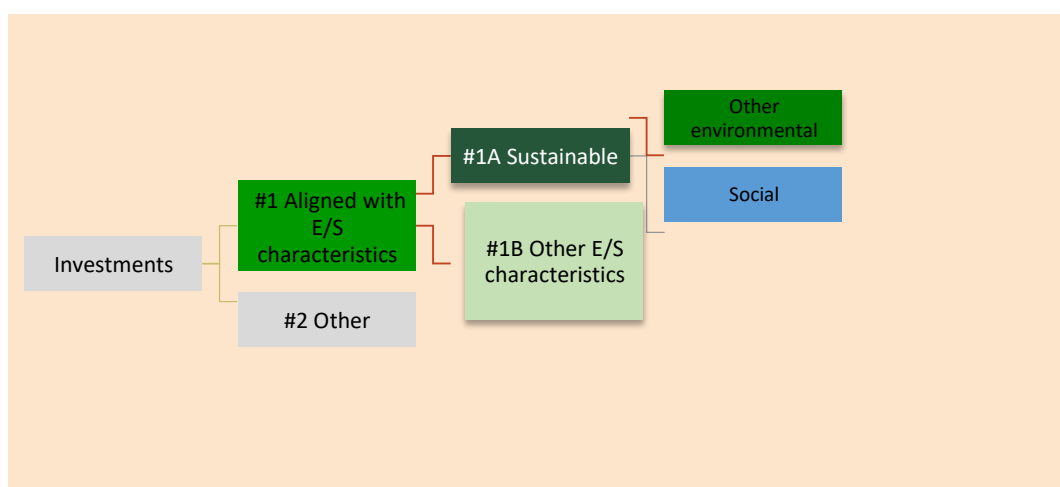 Investments
#1 Aligned with
E/S
characteristics
#2 Other
#1A Sustainable
#1B Other E/S
characteristics
Other
environmental
Social